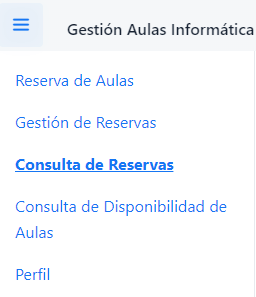 Gestión Aulas Informática
Reserva de Aulas
Gestión de Reservas
Consulta de Reservas
Consulta de Disponibilidad de
Aulas
Perfil